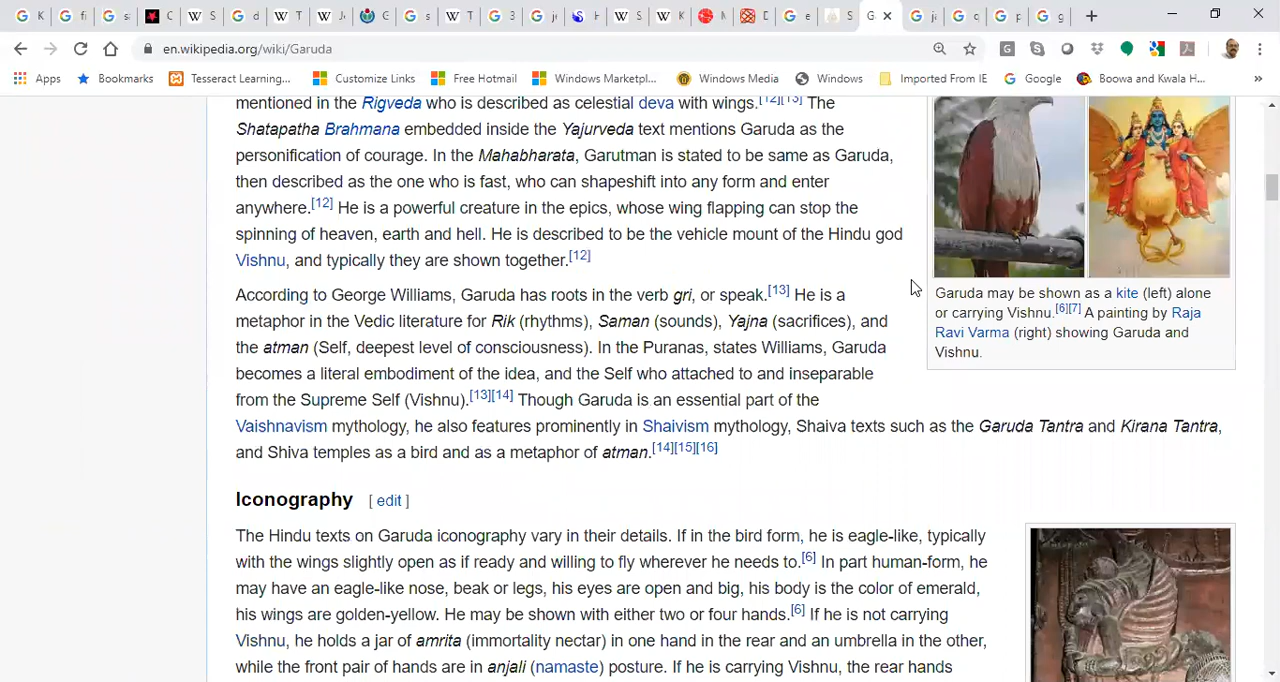 K
fi
s
C
S
d
T
J
G
s
T
3
j
H
S
K
M
D
e
S
G
j
q
p
g
en.wikipedia.org/wiki/Garuda
Apps
Bookmarks
Tesseract Learning...
Customize Links
Free Hotmail
Windows Marketpl...
Windows Media
Windows
Imported From IE
Google
Boowa and Kwala H...
»
mentioned in the Rigveda who is described as celestial deva with wings.[12][13] The
Shatapatha Brahmana embedded inside the Yajurveda text mentions Garuda as the
personification of courage. In the Mahabharata, Garutman is stated to be same as Garuda,
then described as the one who is fast, who can shapeshift into any form and enter
anywhere.[12] He is a powerful creature in the epics, whose wing flapping can stop the
spinning of heaven, earth and hell. He is described to be the vehicle mount of the Hindu god
Vishnu, and typically they are shown together.[12]
According to George Williams, Garuda has roots in the verb gri, or speak.[13] He is a
metaphor in the Vedic literature for Rik (rhythms), Saman (sounds), Yajna (sacrifices), and
the atman (Self, deepest level of consciousness). In the Puranas, states Williams, Garuda
becomes a literal embodiment of the idea, and the Self who attached to and inseparable
from the Supreme Self (Vishnu).[13][14] Though Garuda is an essential part of the
Vaishnavism mythology, he also features prominently in Shaivism mythology, Shaiva texts such as the Garuda Tantra and Kirana Tantra,
and Shiva temples as a bird and as a metaphor of atman.[14][15][16]
Garuda may be shown as a kite (left) alone
or carrying Vishnu.[6][7] A painting by Raja
Ravi Varma (right) showing Garuda and
Vishnu.
Iconography [ edit ]
The Hindu texts on Garuda iconography vary in their details. If in the bird form, he is eagle-like, typically
with the wings slightly open as if ready and willing to fly wherever he needs to.[6] In part human-form, he
may have an eagle-like nose, beak or legs, his eyes are open and big, his body is the color of emerald,
his wings are golden-yellow. He may be shown with either two or four hands.[6] If he is not carrying
Vishnu, he holds a jar of amrita (immortality nectar) in one hand in the rear and an umbrella in the other,
while the front pair of hands are in anjali (namaste) posture. If he is carrying Vishnu, the rear hands